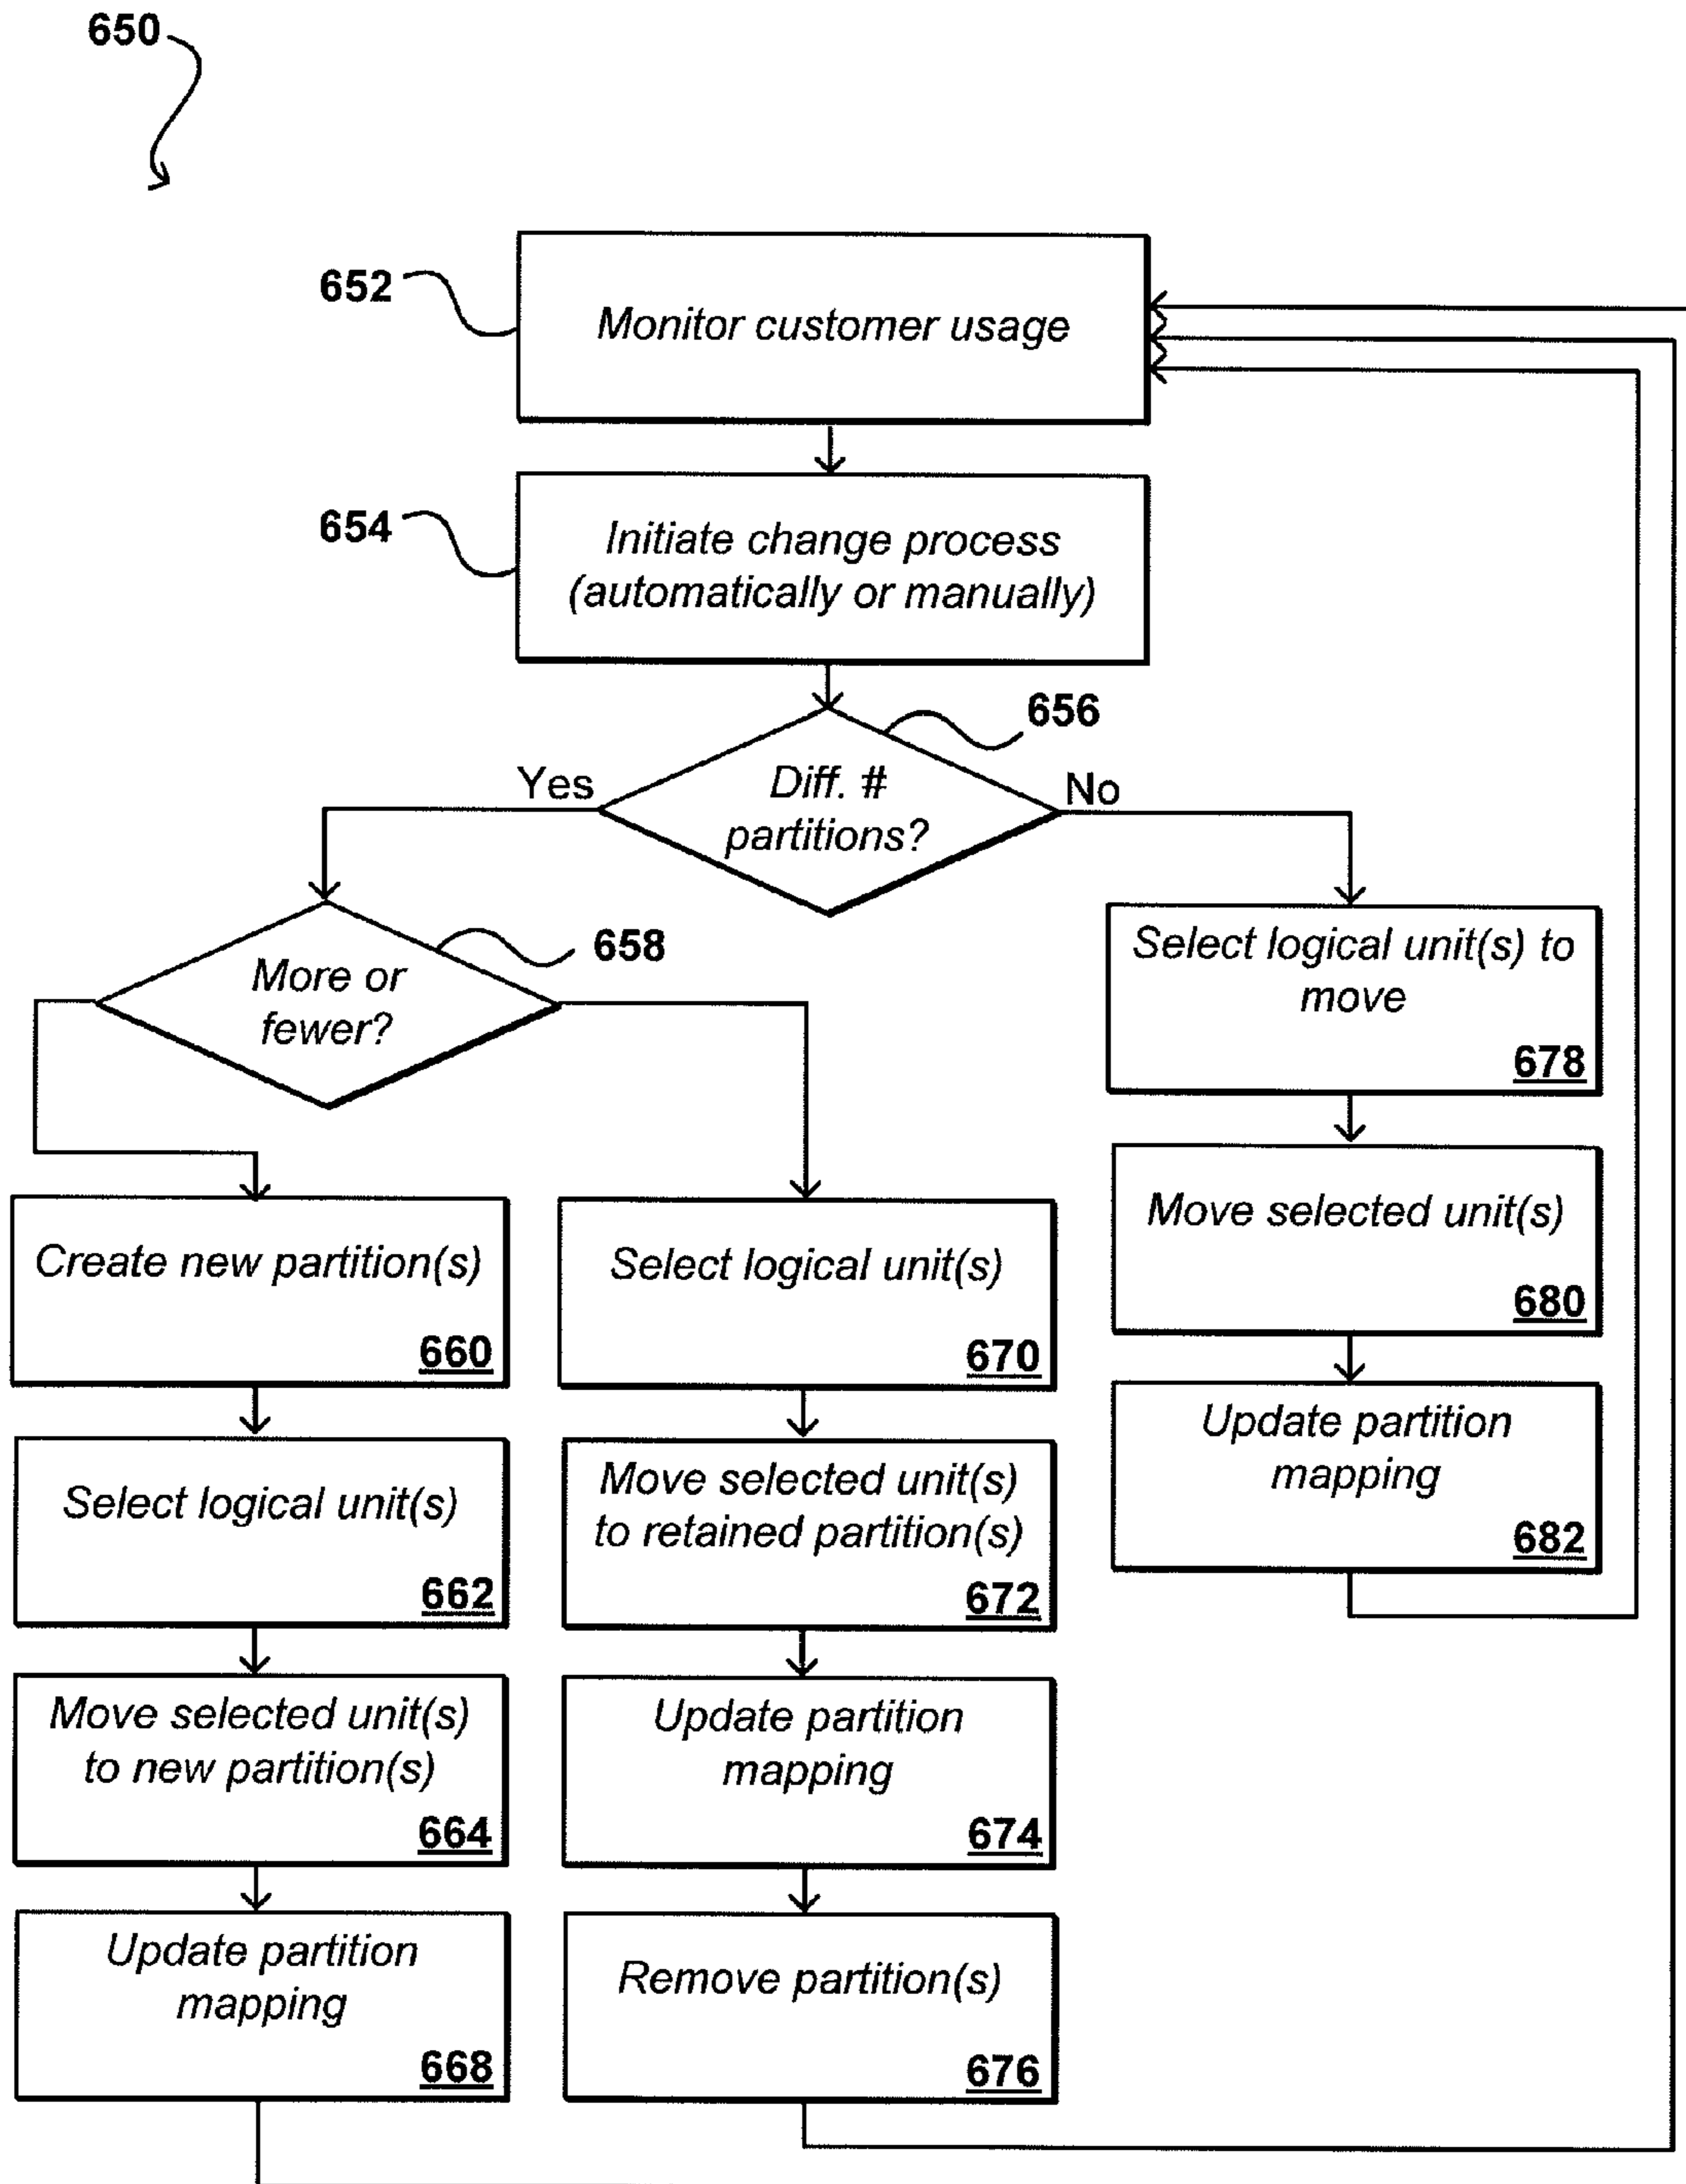 650
652
Monitor customer usage
654
Initiate change process
(automatically or manually)
656
Yes
Diff. #
partitions?
No
658
More or
fewer?
Select logical unit(s) to
move
678
Create new partition(s)
660
Select logical unit(s)
670
Move selected unit(s)
680
Select logical unit(s)
662
Move selected unit(s)
to retained partition(s)
672
Update partition
mapping
682
Move selected unit(s)
to new partition(s)
664
Update partition
mapping
674
Update partition
mapping
668
Remove partition(s)
676